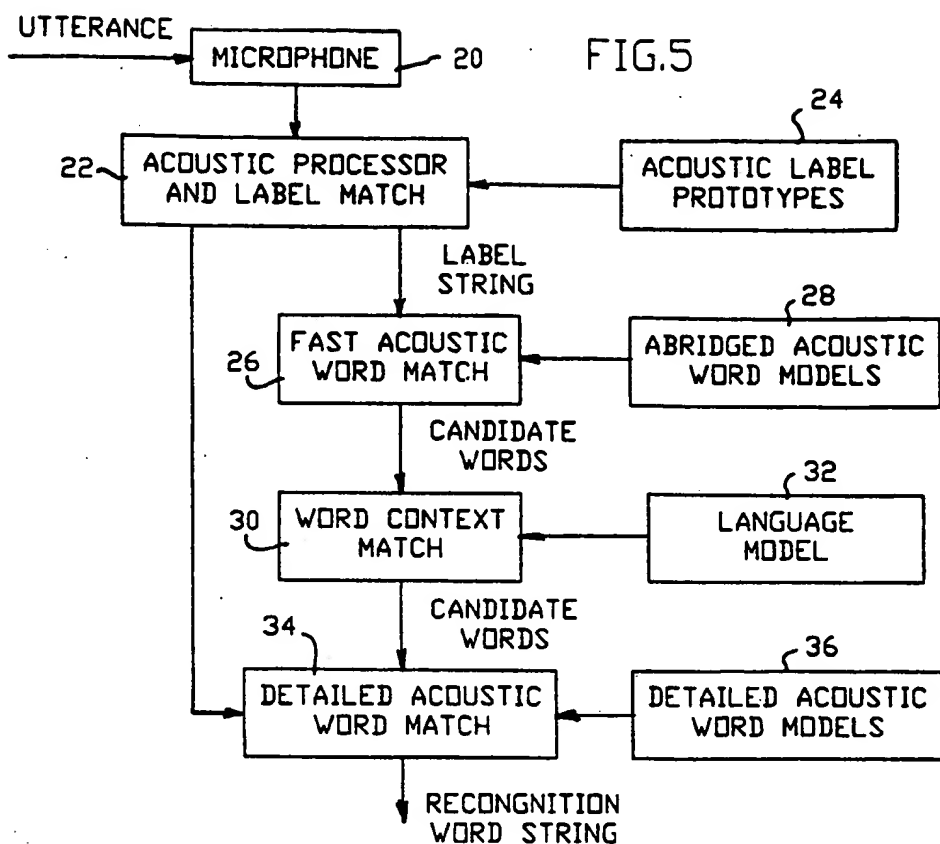 UTTERANCE
MICROPHONE
20
FIG.5
24
22
ACOUSTIC PROCESSOR
AND LABEL MATCH
ACOUSTIC LABEL
PROTOTYPES
LABEL
STRING
28
26
FAST ACOUSTIC
WORD MATCH
ABRIDGED ACOUSTIC
WORD MODELS
CANDIDATE
WORDS
32
30
WORD CONTEXT
MATCH
LANGUAGE
MODEL
CANDIDATE
WORDS
34
36
DETAILED ACOUSTIC
WORD MATCH
DETAILED ACOUSTIC
WORD MODELS
RECONGNITION
WORD STRING